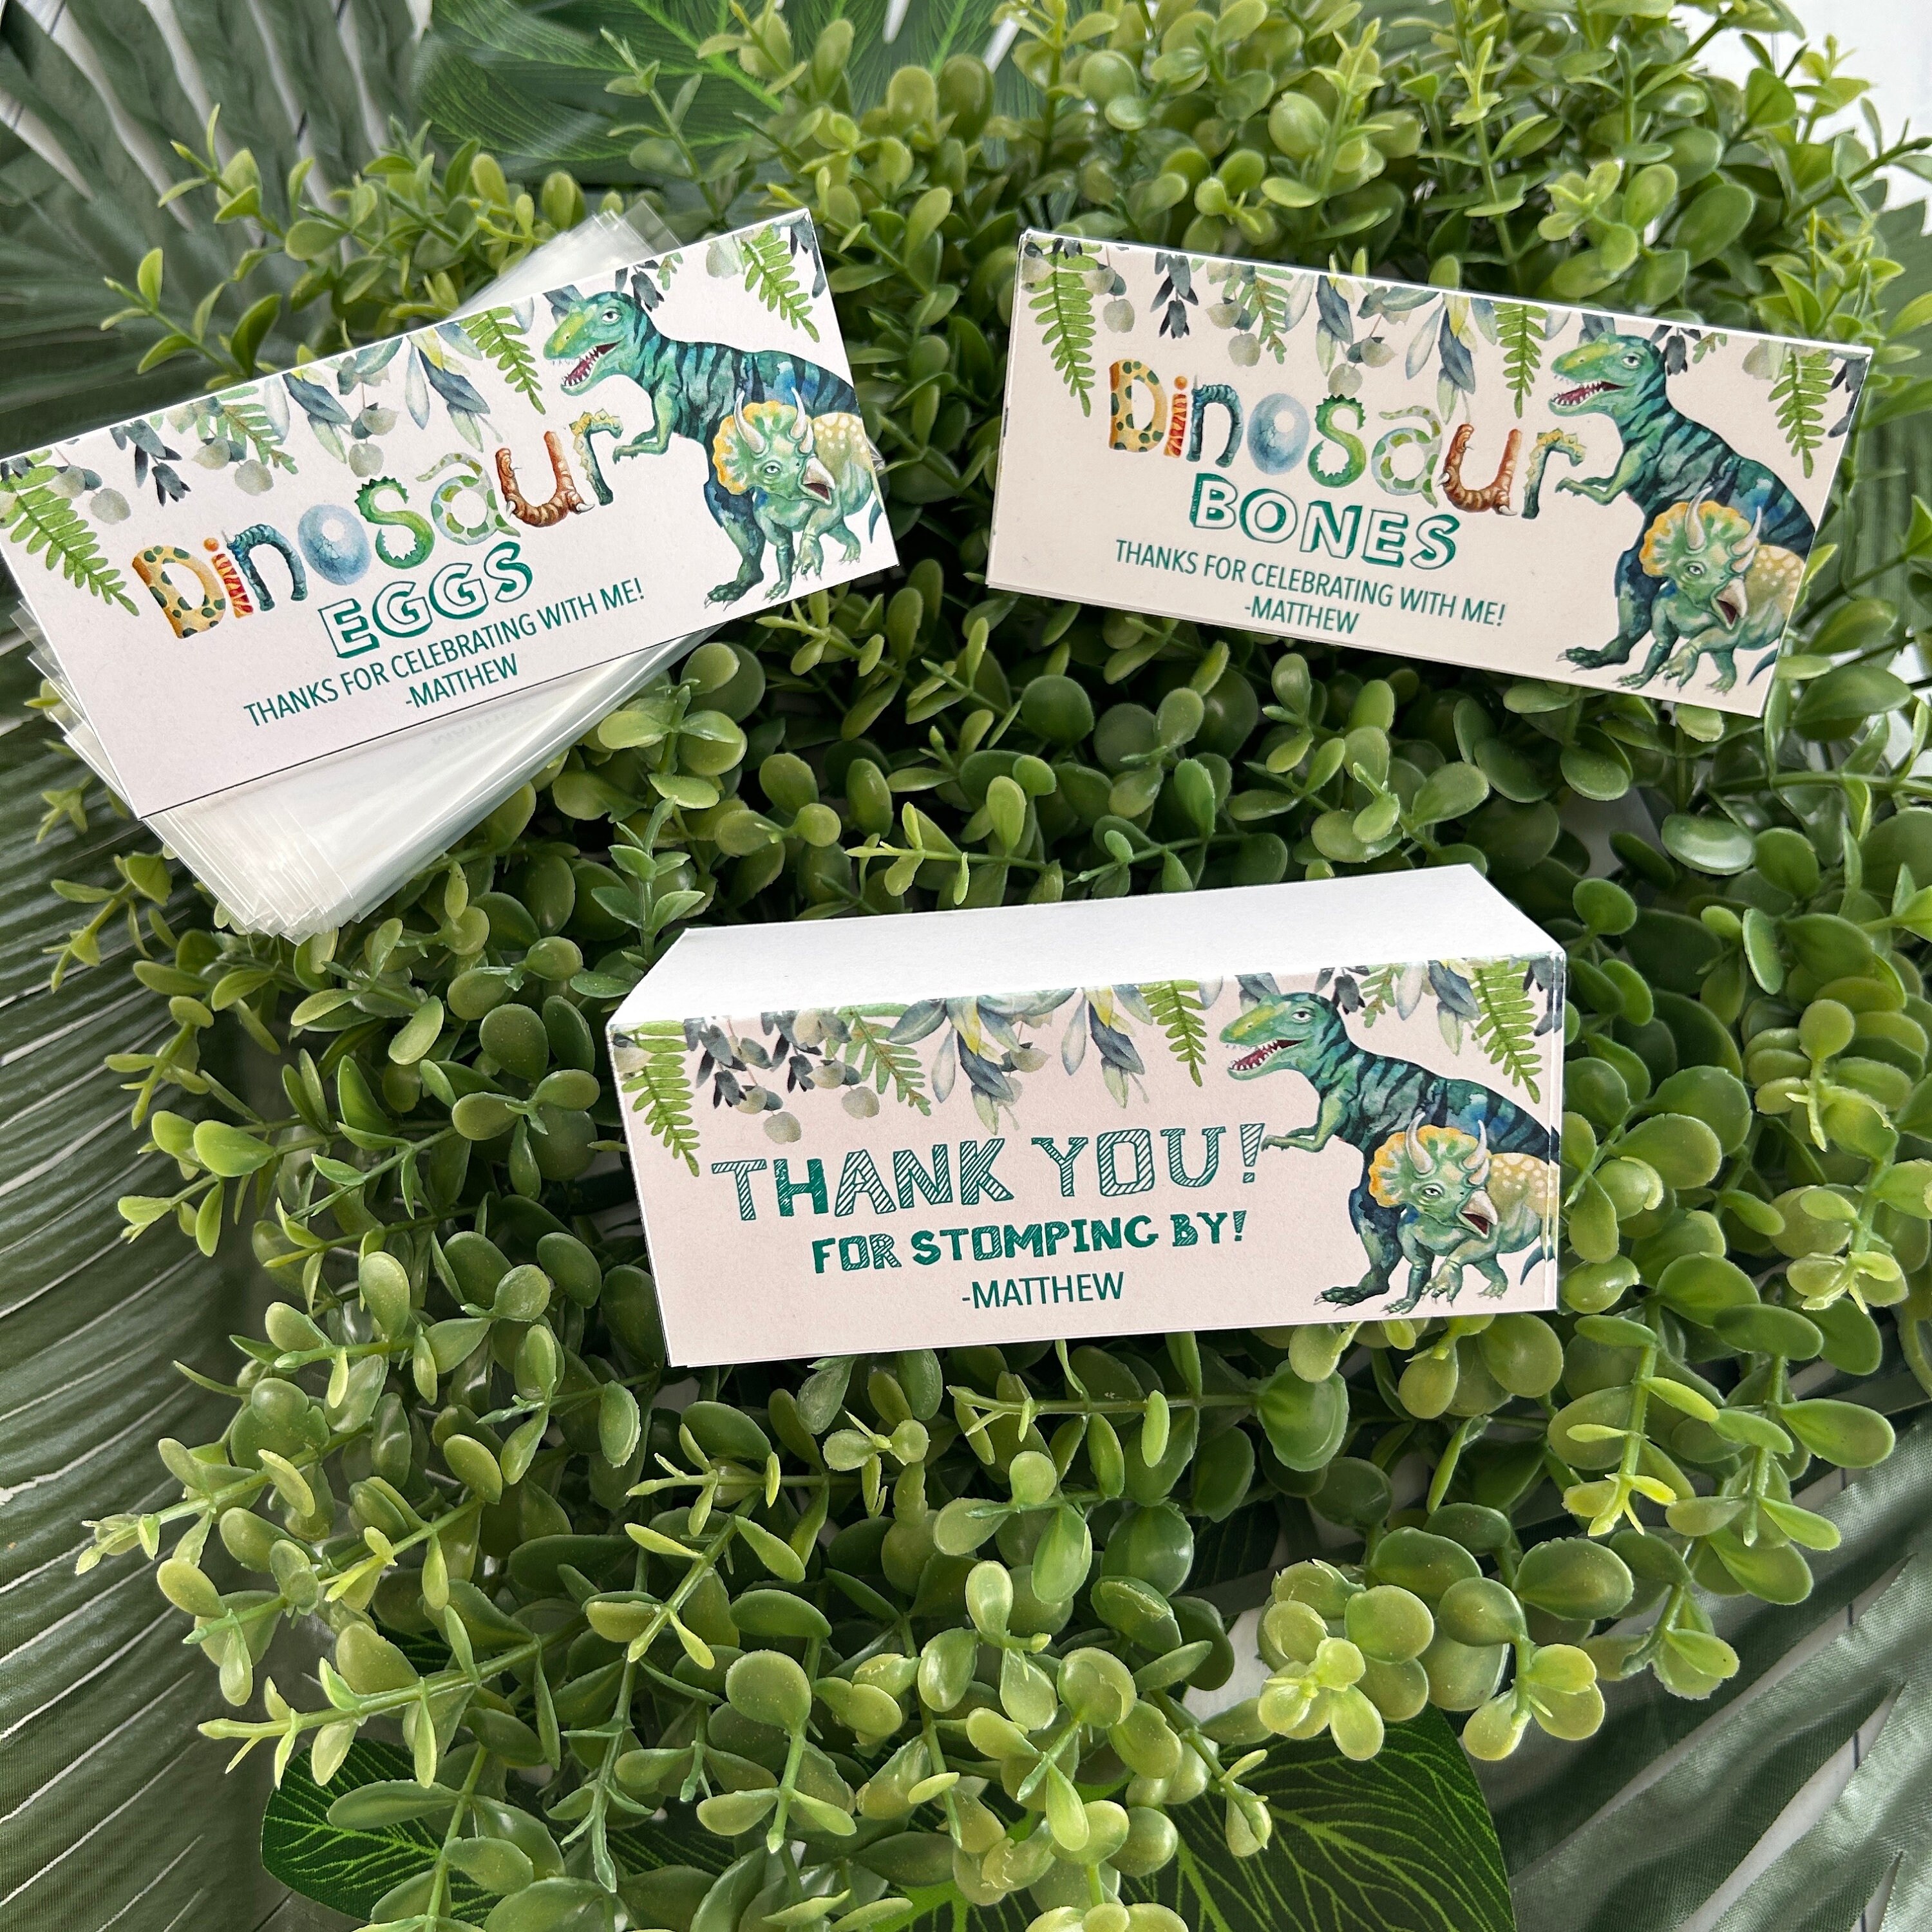 Dinosaur
EGGS
THANKS FOR CELEBRATING WITH ME!
-MATTHEW
Dinosaur
BONES
THANKS FOR CELEBRATING WITH ME!
-MATTHEW
THANK YOU!
FOR STOMPING BY!
-MATTHEW